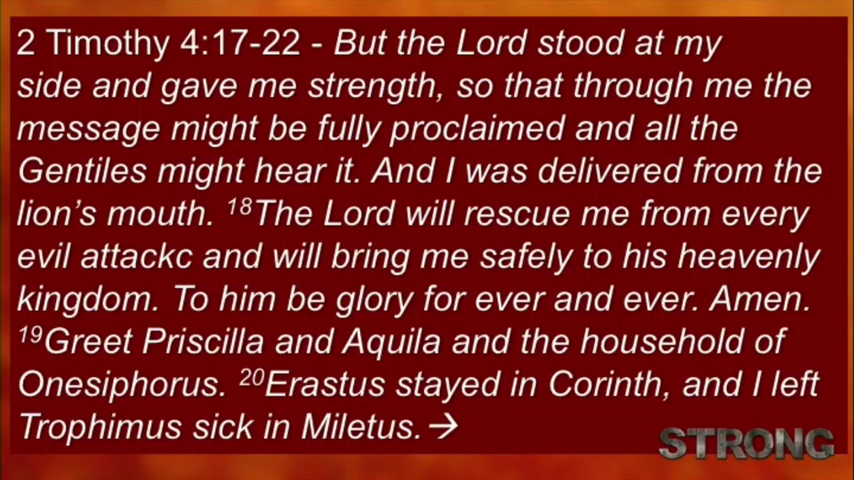 2 Timothy 4:17-22 - But the Lord stood at my
side and gave me strength, so that through me the
message might be fully proclaimed and all the
Gentiles might hear it. And I was delivered from the
lion's mouth. 18The Lord will rescue me from every
evil attackc and will bring me safely to his heavenly
kingdom. To him be glory for ever and ever. Amen.
19Greet Priscilla and Aquila and the household of
Onesiphorus. 20Erastus stayed in Corinth, and I left
Trophimus sick in Miletus.→
STRONG